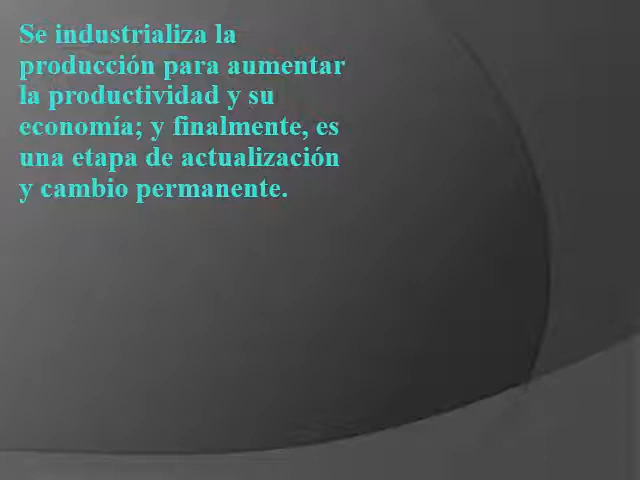 Se industrializa la
producción para aumentar
la productividad y su
economía; y finalmente, es
una etapa de actualización
y cambio permanente.